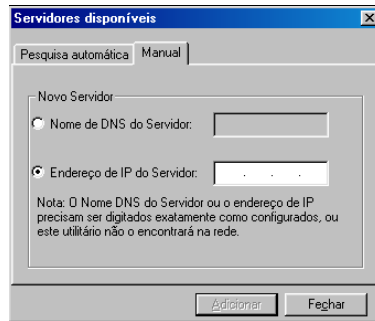 Servidores disponíveis
Pesquisa automática Manual
Novo Servidor
Nome de DNS do Servidor:
Endereço de IP do Servidor: . . .
Nota: O Nome DNS do Servidor ou o endereço de IP
precisam ser digitados exatamente como configurados, ou
este utilitário não o encontrará na rede.
Adicionar Fechar